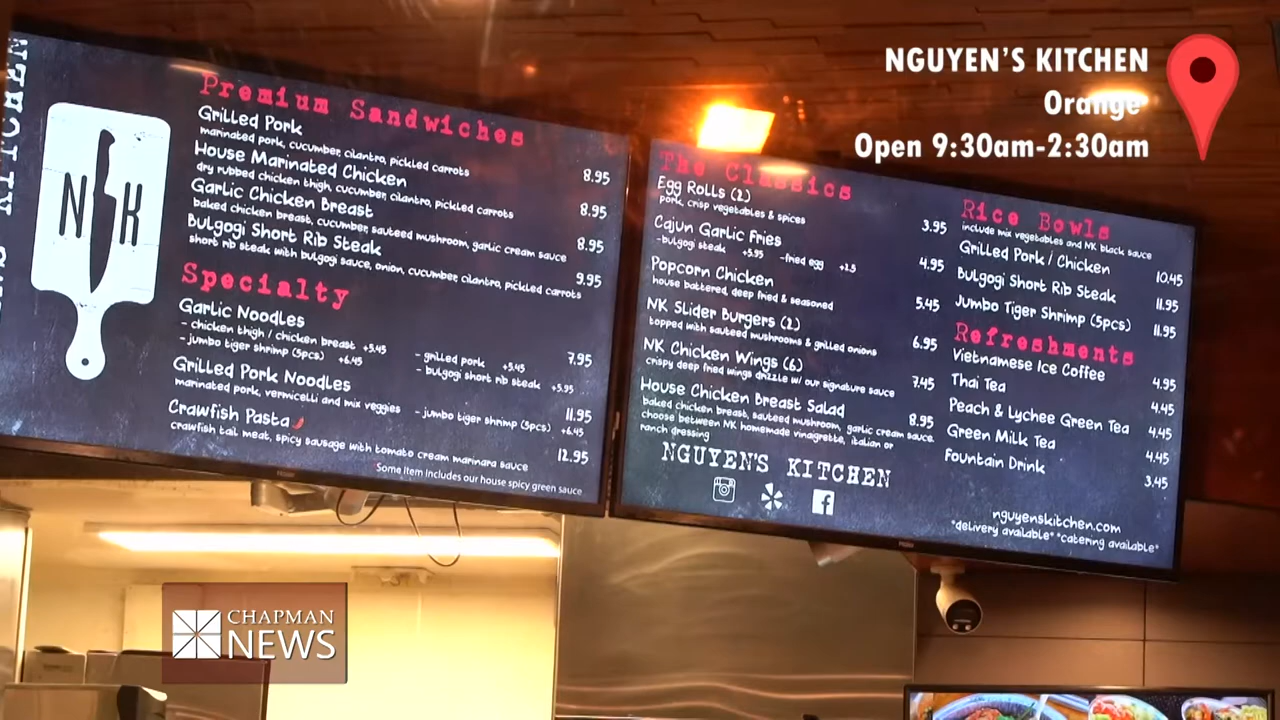 NGUYEN'S KITCHEN
Orange
Open 9:30am-2:30am
KITCHEN
NK
Premium Sandwiches
Grilled Pork
marinated pork, cucumber, cilantro, pickled carrots 8.95
House Marinated Chicken
dry rubbed chicken thigh, cucumber, cilantro, pickled carrots 8.95
Garlic Chicken Breast
baked chicken breast, cucumber, sauteed mushroom, garlic cream sauce 8.95
Bulgogi Short Rib Steak 9.95
short rib steak with bulgogi sauce, onion, cucumber, cilantro, pickled carrots
Specialty
Garlic Noodles 7.95
- chicken thigh / chicken breast +5.45 - grilled pork +5.45
- jumbo tiger shrimp (5pcs) +6.45 - bulgogi short rib steak +5.95
Grilled Pork Noodles 11.95
marinated pork, vermicelli and mix veggies - jumbo tiger shrimp (5pcs) +6.45
Crawfish Pasta 12.95
crawfish tail meat, spicy sausage with tomato cream marinara sauce
*Some item includes our house spicy green sauce
The Classics
Egg Rolls (2) 3.95
pork, crisp vegetables & spices
Cajun Garlic Fries 4.95
-bulgogi steak +5.95 -fried egg +2.5
Popcorn Chicken 5.45
house battered, deep fried & seasoned
NK Slider Burgers (2) 6.95
topped with sauteed mushrooms & grilled onions
NK Chicken Wings (6) 7.45
crispy deep fried wings drizzle w/ our signature sauce
House Chicken Breast Salad 8.95
baked chicken breast, sauteed mushroom, garlic cream sauce.
choose between NK homemade vinagrette, italian or
ranch dressing
NGUYEN'S KITCHEN
Rice Bowls
include mix vegetables and NK black sauce
Grilled Pork / Chicken 10.45
Bulgogi Short Rib Steak 11.95
Jumbo Tiger Shrimp (5pcs) 11.95
Refreshments
Vietnamese Ice Coffee 4.95
Thai Tea 4.45
Peach & Lychee Green Tea 4.45
Green Milk Tea 4.45
Fountain Drink 3.45
nguyenskitchen.com
*delivery available* *catering available*
CHAPMAN
NEWS